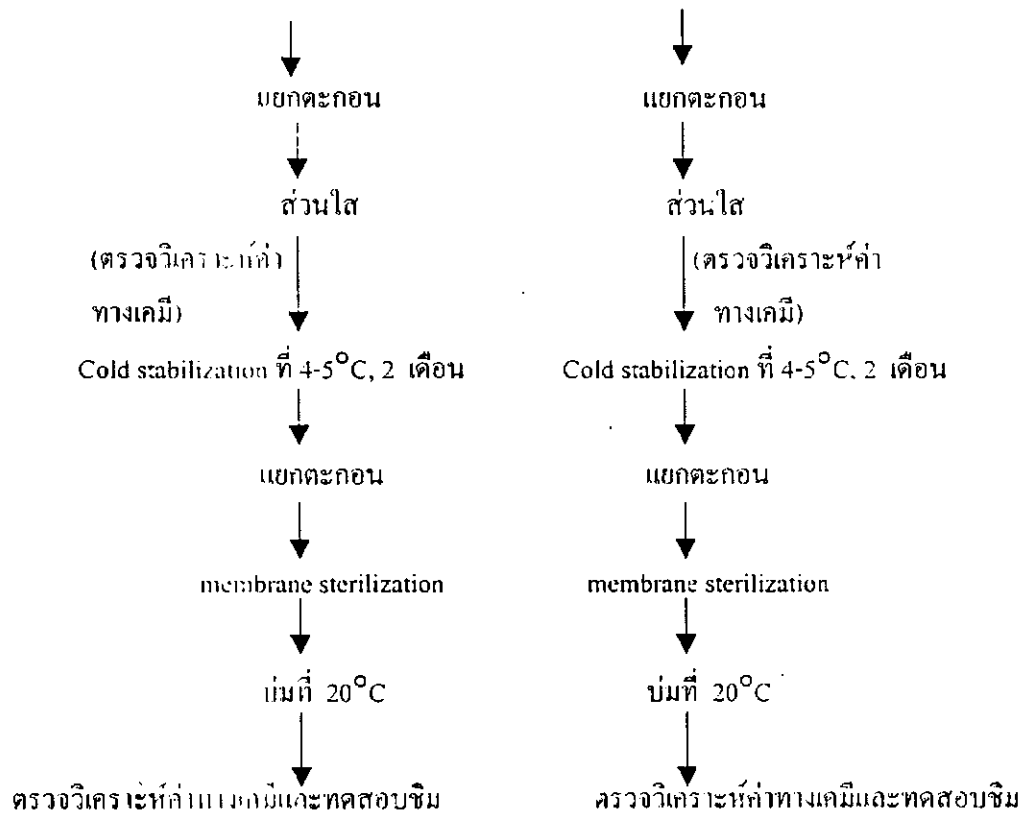 แยกตะกอน
แยกตะกอน
ส่วนใส
ส่วนใส
(ตรวจวิเคราะห์ค่า
ทางเคมี)
(ตรวจวิเคราะห์ค่า
ทางเคมี)
Cold stabilization ที่ 4-5°C, 2 เดือน
Cold stabilization ที่ 4-5°C, 2 เดือน
แยกตะกอน
แยกตะกอน
membrane sterilization
membrane sterilization
บ่มที่ 20°C
บ่มที่ 20°C
ตรวจวิเคราะห์ค่าทางเคมีและทดสอบชิม
ตรวจวิเคราะห์ค่าทางเคมีและทดสอบชิม